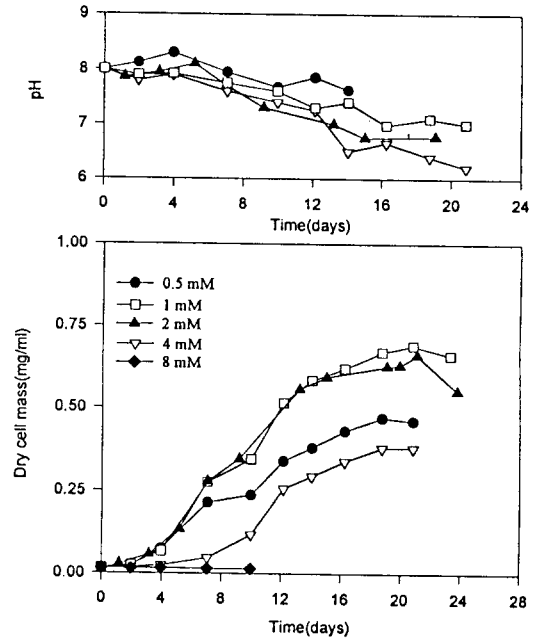 9
8
7
6
pH
0 4 8 12 16 20 24
Time(days)
1.00
0.75
0.50
0.25
0.00
Dry cell mass(mg/ml)
0.5 mM
1 mM
2 mM
4 mM
8 mM
0 4 8 12 16 20 24 28
Time(days)